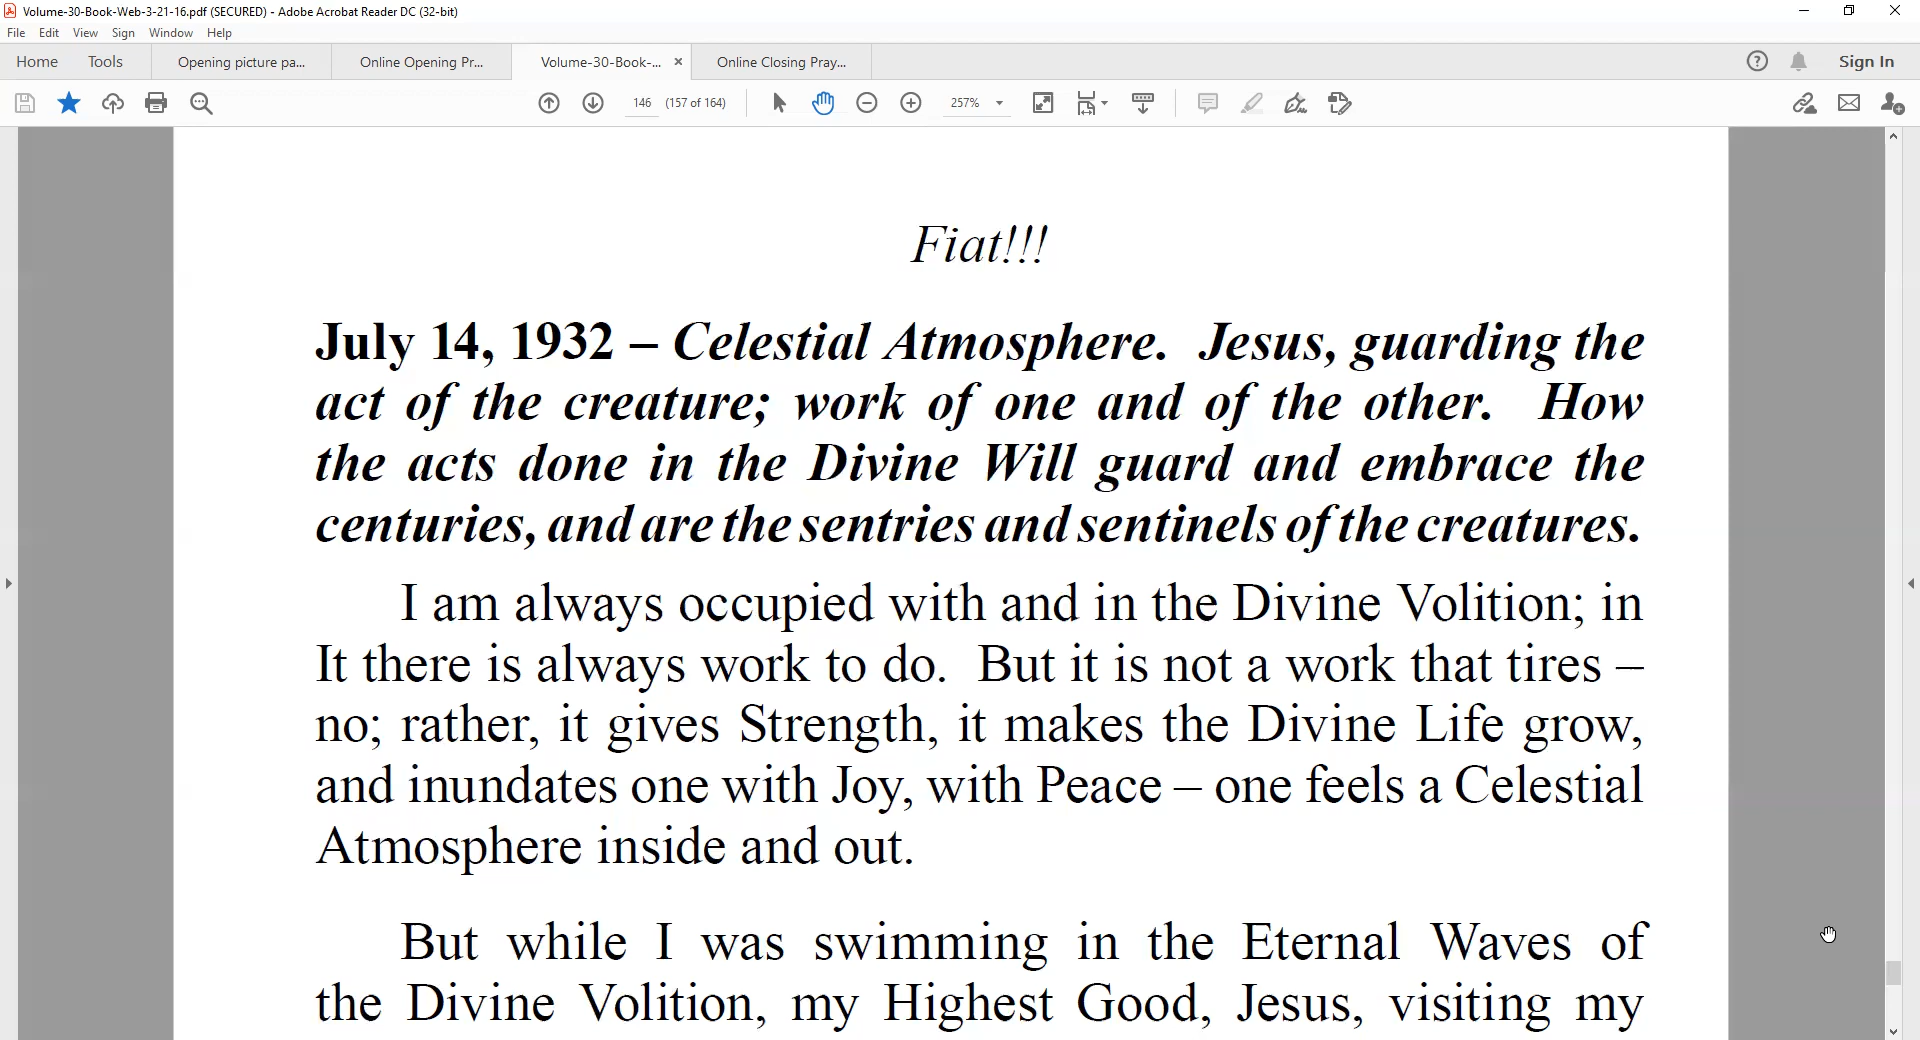 Volume-30-Book-Web-3-21-16.pdf (SECURED) - Adobe Acrobat Reader DC (32-bit)
File Edit View Sign Window Help
Home Tools Opening picture pa... Online Opening Pr... Volume-30-Book-... × Online Closing Pray... Sign In
146 (157 of 164) 257%
Fiat!!!
July 14, 1932 – Celestial Atmosphere. Jesus, guarding the
act of the creature; work of one and of the other. How
the acts done in the Divine Will guard and embrace the
centuries, and are the sentries and sentinels of the creatures.
I am always occupied with and in the Divine Volition; in
It there is always work to do. But it is not a work that tires –
no; rather, it gives Strength, it makes the Divine Life grow,
and inundates one with Joy, with Peace – one feels a Celestial
Atmosphere inside and out.
But while I was swimming in the Eternal Waves of
the Divine Volition, my Highest Good, Jesus, visiting my